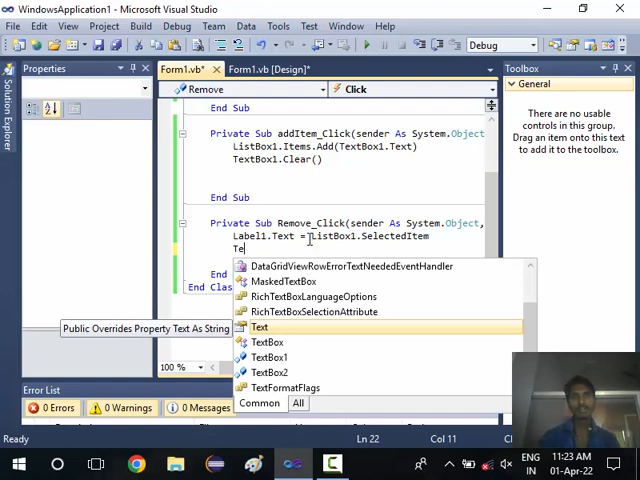 WindowsApplication1 - Microsoft Visual Studio
File Edit View Project Build Debug Team Data Tools Test Window Help
Debug
Properties
Form1.vb* Form1.vb [Design]*
Toolbox
Remove Click
General
There are no usable
controls in this group.
Drag an item onto this text
to add it to the toolbox.
Solution Explorer
End Sub
Private Sub addItem_Click(sender As System.Object
ListBox1.Items.Add(TextBox1.Text)
TextBox1.Clear()
End Sub
Private Sub Remove_Click(sender As System.Object,
Label1.Text = ListBox1.SelectedItem
Te
End
End Clas
DataGridViewRowErrorTextNeededEventHandler
MaskedTextBox
RichTextBoxLanguageOptions
RichTextBoxSelectionAttribute
Text
TextBox
TextBox1
TextBox2
TextFormatFlags
Common All
Public Overrides Property Text As String
100 %
Error List
0 Errors 0 Warnings 0 Messages
Ready Ln 22 Col 11
ENG
IN
11:23 AM
01-Apr-22